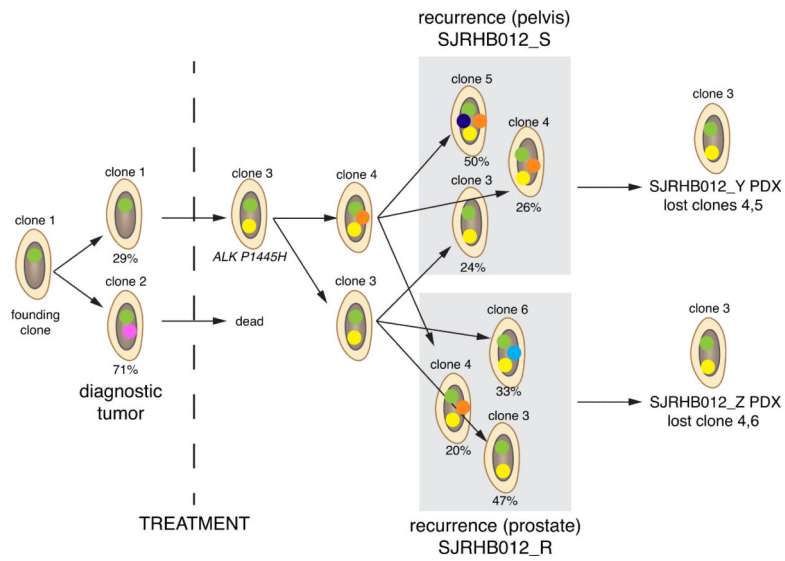 recurrence (pelvis)
SJRHB012_S
clone 5
50%
clone 4
26%
clone 3
24%
clone 3
SJRHB012_Y PDX
lost clones 4,5
clone 1
founding
clone
clone 1
29%
clone 2
71%
diagnostic
tumor
clone 3
ALK P1445H
dead
clone 4
clone 3
TREATMENT
clone 6
33%
clone 4
20%
clone 3
47%
recurrence (prostate)
SJRHB012_R
clone 3
SJRHB012_Z PDX
lost clone 4,6